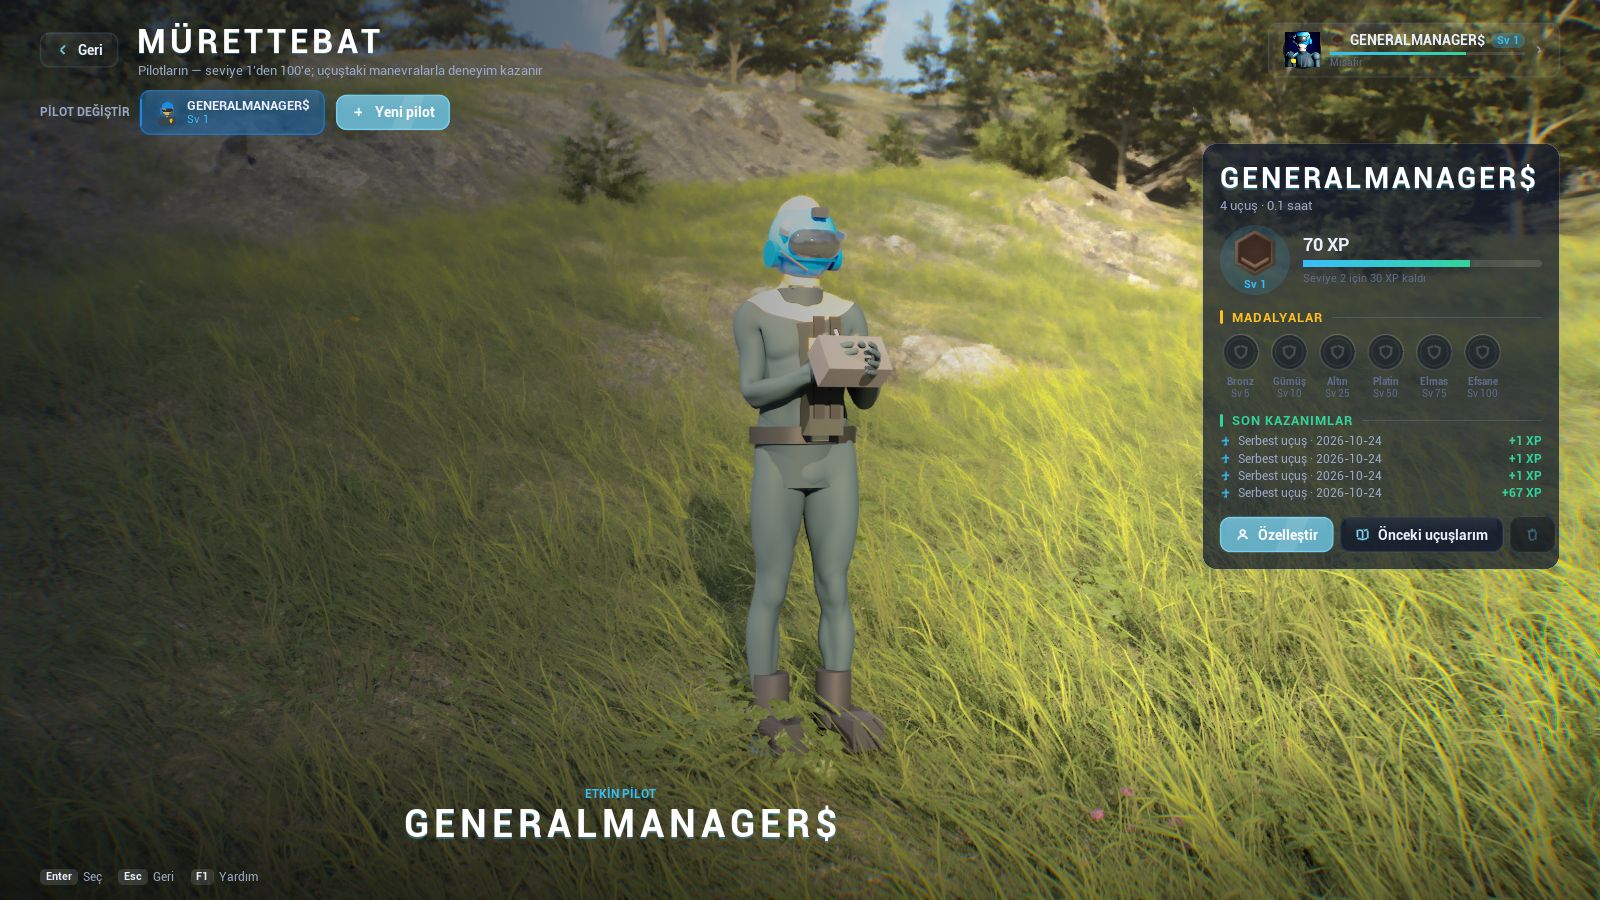 Geri
MÜRETTEBAT
Pilotların — seviye 1'den 100'e; uçuştaki manevralarla deneyim kazanır
GENERALMANAGER$ Sv 1
Misafir
PİLOT DEĞİŞTİR
GENERALMANAGER$
Sv 1
+ Yeni pilot
GENERALMANAGER$
4 uçuş · 0.1 saat
70 XP
Seviye 2 için 30 XP kaldı
Sv 1
MADALYALAR
Bronz Gümüş Altın Platin Elmas Efsane
Sv 5 Sv 10 Sv 25 Sv 50 Sv 75 Sv 100
SON KAZANIMLAR
Serbest uçuş · 2026-10-24 +1 XP
Serbest uçuş · 2026-10-24 +1 XP
Serbest uçuş · 2026-10-24 +1 XP
Serbest uçuş · 2026-10-24 +67 XP
Özelleştir
Önceki uçuşlarım
ETKİN PİLOT
GENERALMANAGER$
Enter Seç Esc Geri F1 Yardım